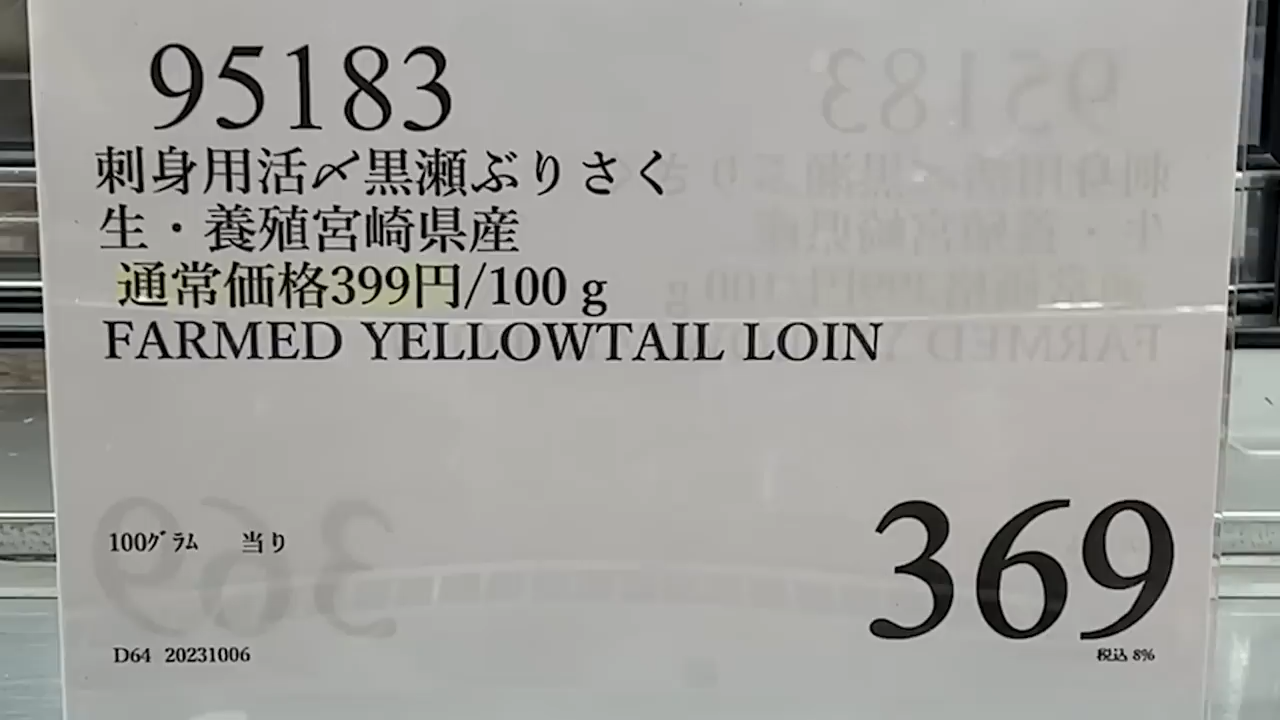 95183
刺身用活〆黒瀬ぶりさく
生・養殖宮崎県産
通常価格399円/100 g
FARMED YELLOWTAIL LOIN
100グラム 当り
369
税込 8%
D64 20231006